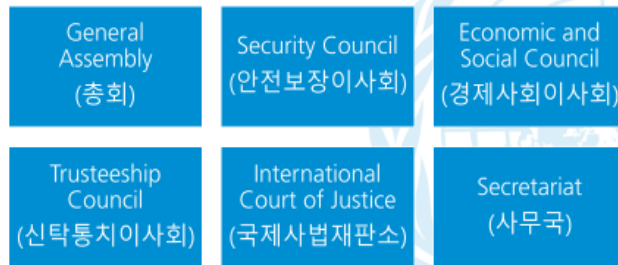 General
Assembly
(총회)
Security Council
(안전보장이사회)
Economic and
Social Council
(경제사회이사회)
Trusteeship
Council
(신탁통치이사회)
International
Court of Justice
(국제사법재판소)
Secretariat
(사무국)